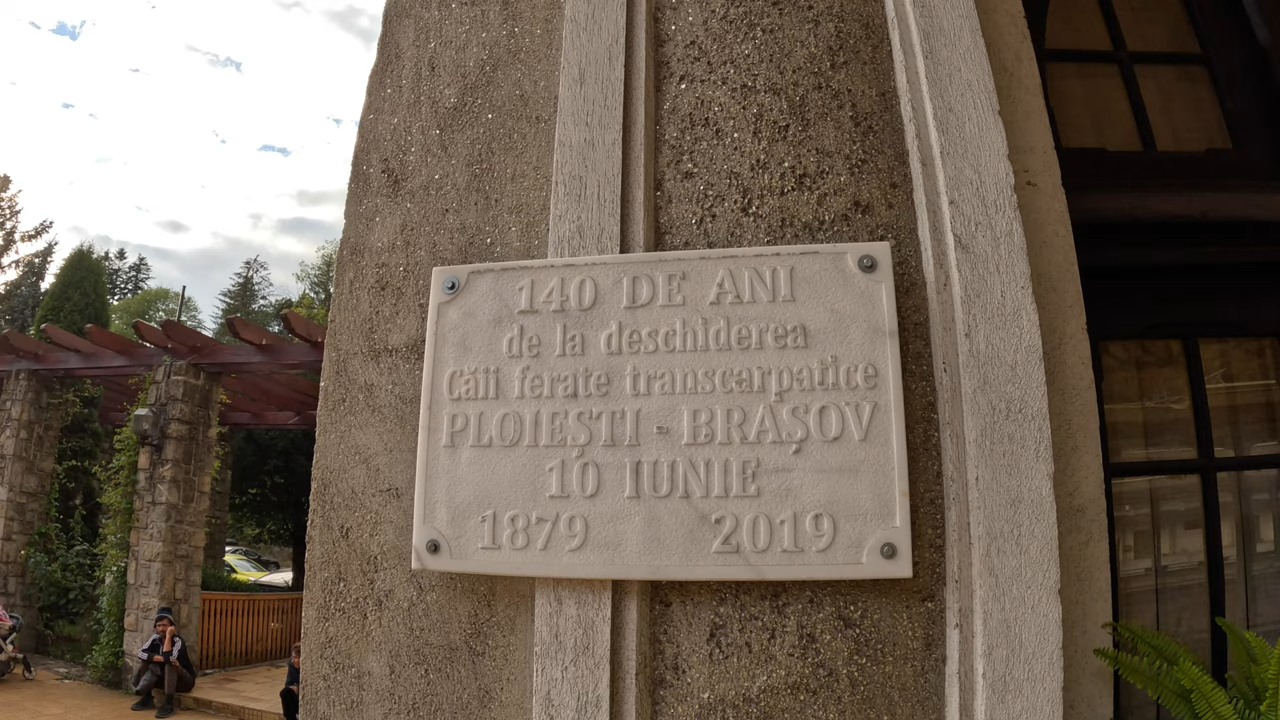 140 DE ANI
de la deschiderea
Căii ferate transcarpatice
PLOIEȘTI - BRAȘOV
10 IUNIE
1879 2019